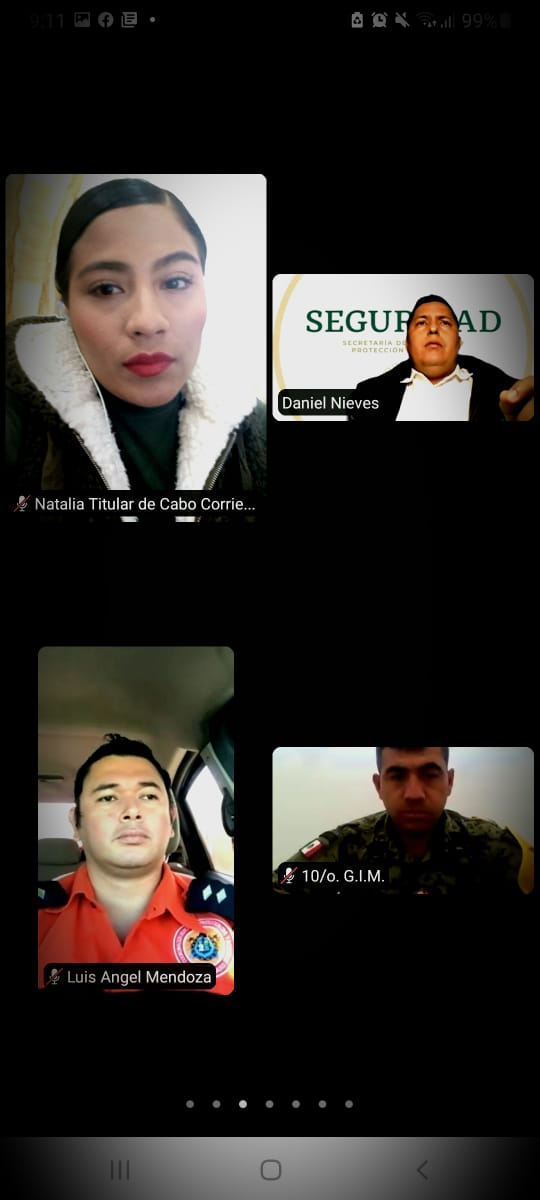 9:11 99%
SEGUR AD
SECRETARÍA DE
PROTECCIÓN
Daniel Nieves
Natalia Titular de Cabo Corrie...
10/o. G.I.M.
Luis Angel Mendoza